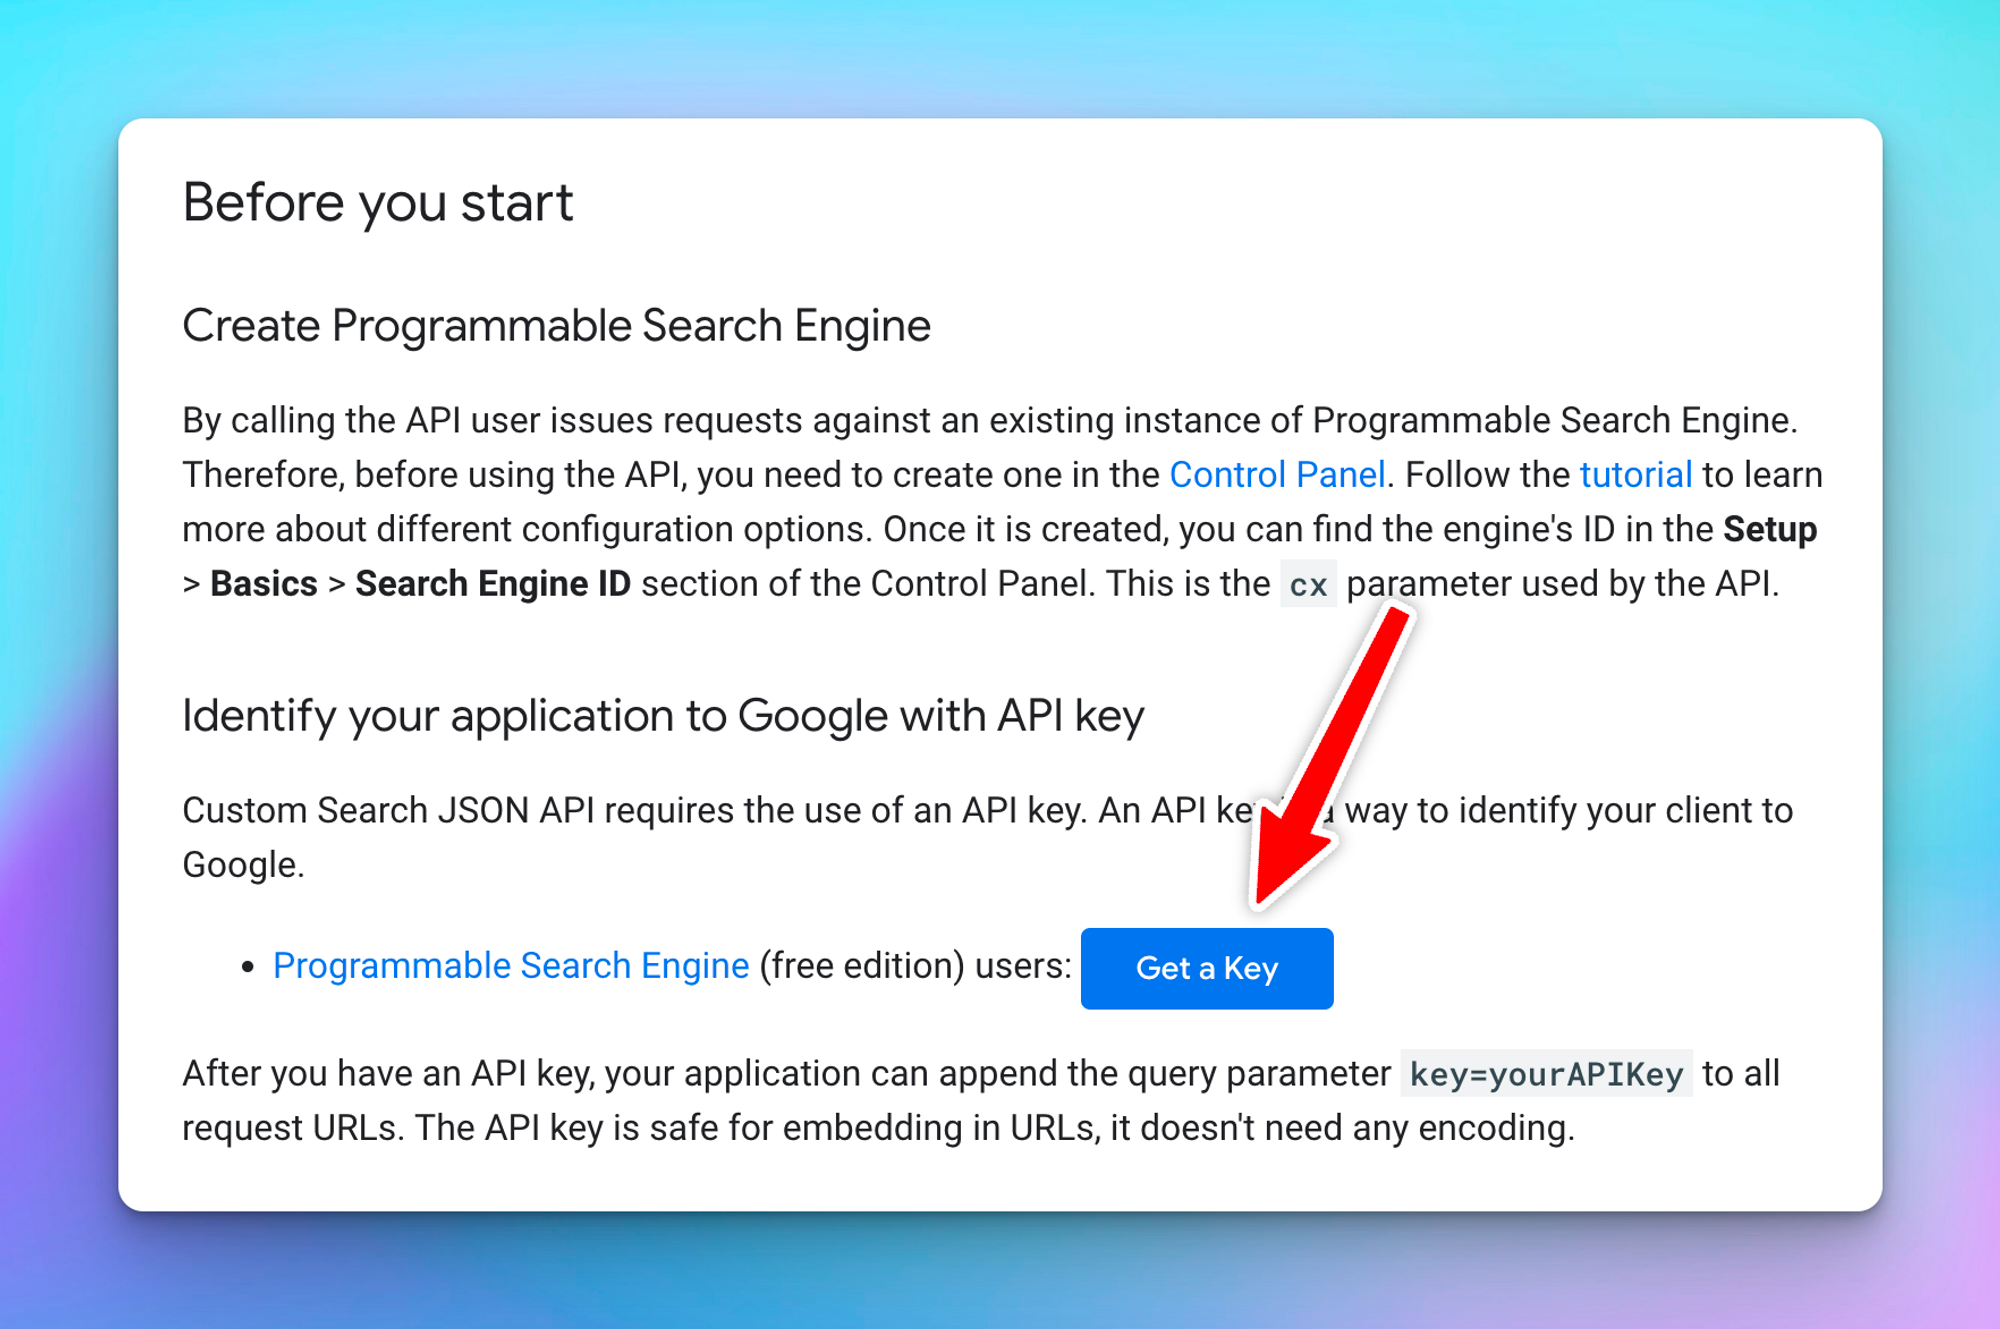 Before you start
Create Programmable Search Engine
By calling the API user issues requests against an existing instance of Programmable Search Engine.
Therefore, before using the API, you need to create one in the Control Panel. Follow the tutorial to learn
more about different configuration options. Once it is created, you can find the engine's ID in the Setup
> Basics > Search Engine ID section of the Control Panel. This is the cx parameter used by the API.
Identify your application to Google with API key
Custom Search JSON API requires the use of an API key. An API key a way to identify your client to
Google.
• Programmable Search Engine (free edition) users: Get a Key
After you have an API key, your application can append the query parameter key=yourAPIKey to all
request URLs. The API key is safe for embedding in URLs, it doesn't need any encoding.